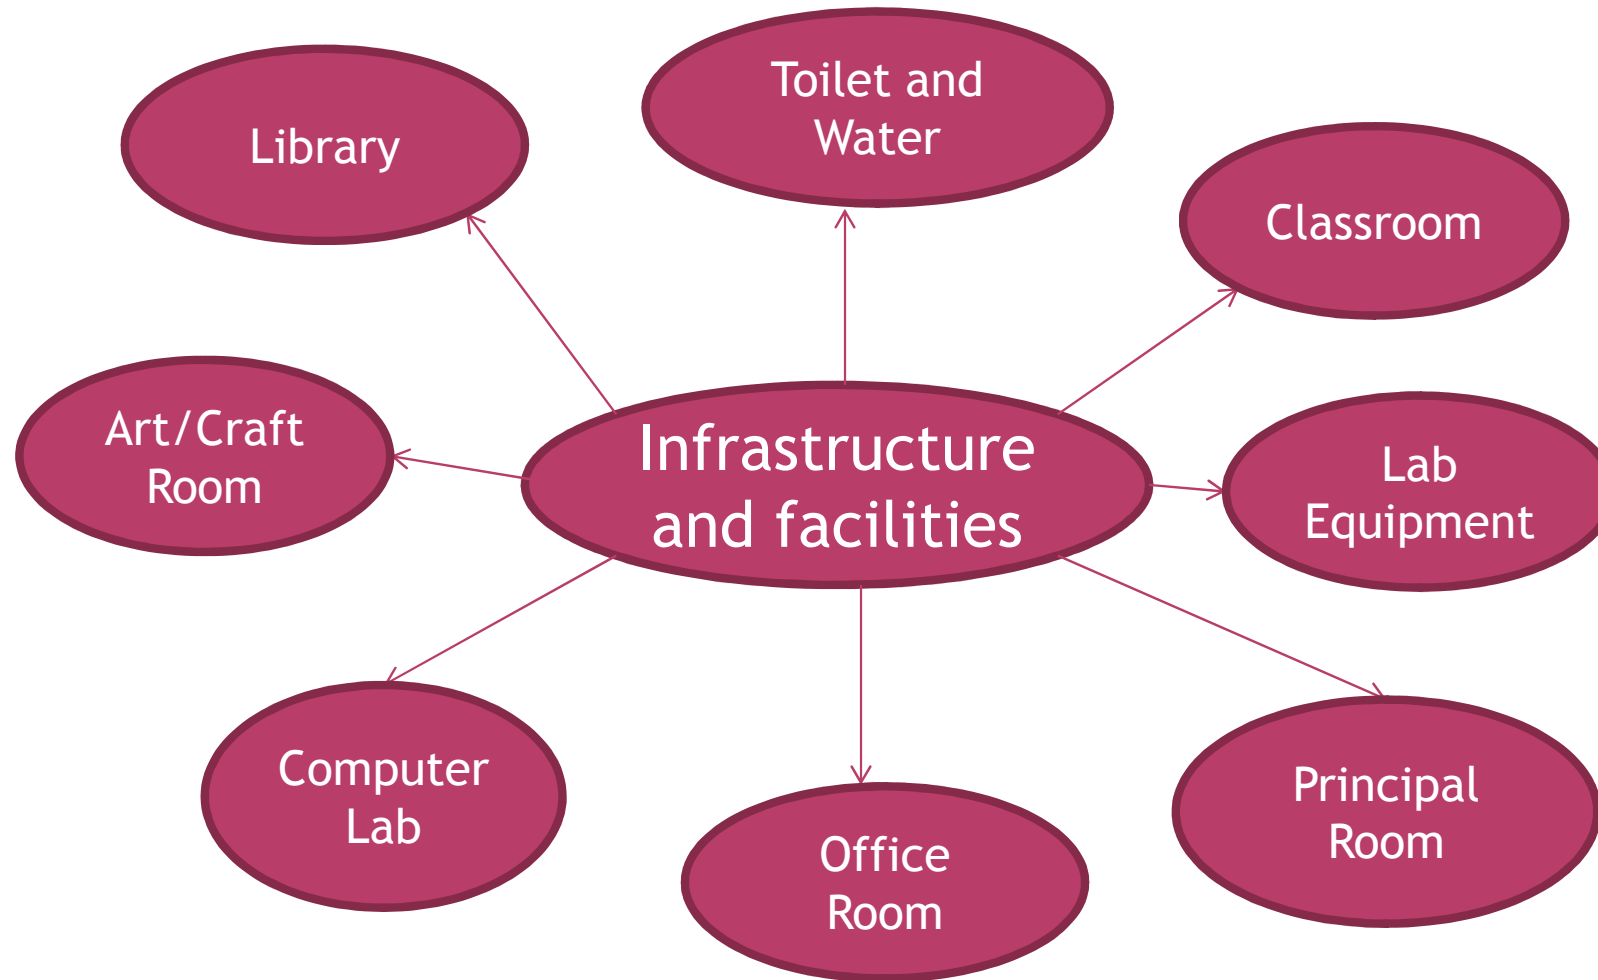 Toilet and
Water
Library
Classroom
Art/Craft
Room
Infrastructure
and facilities
Lab
Equipment
Computer
Lab
Office
Room
Principal
Room